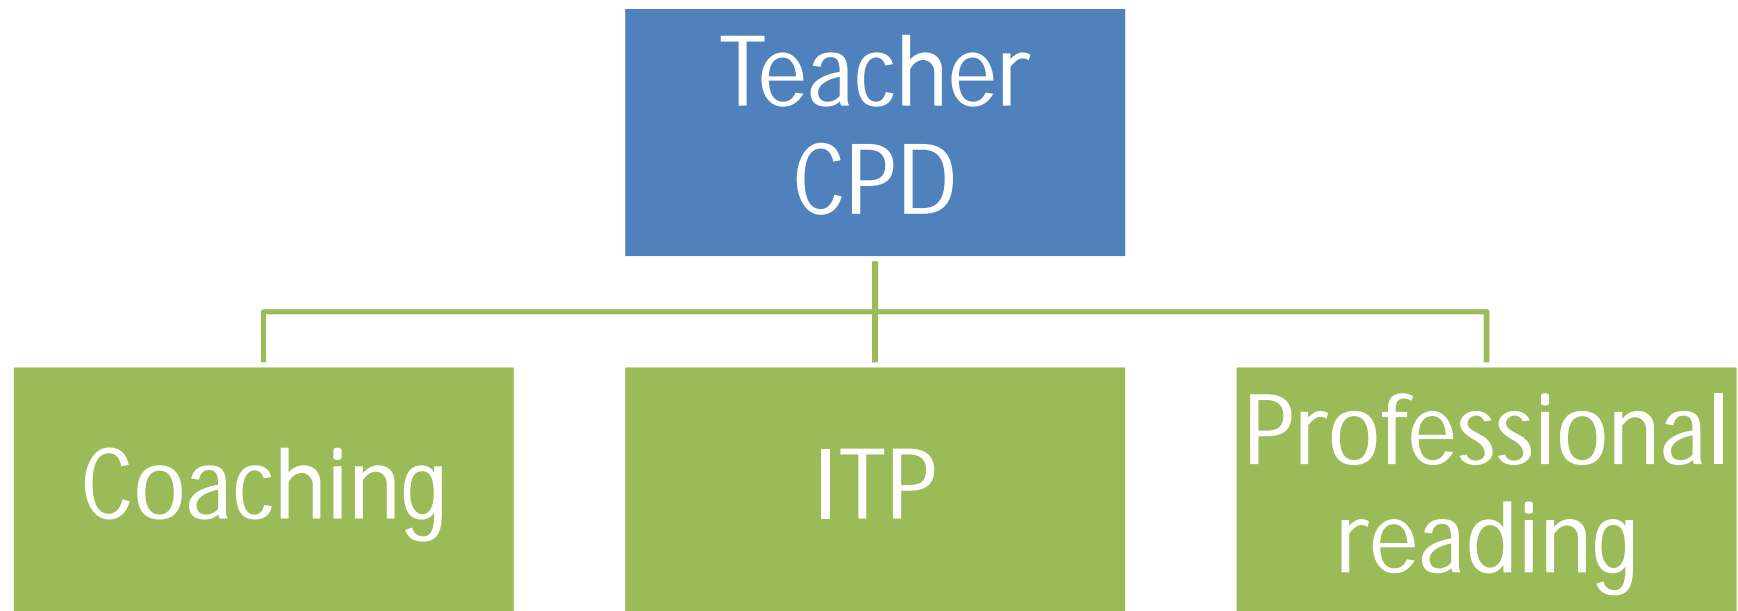 Teacher
CPD
Coaching
ITP
Professional
reading